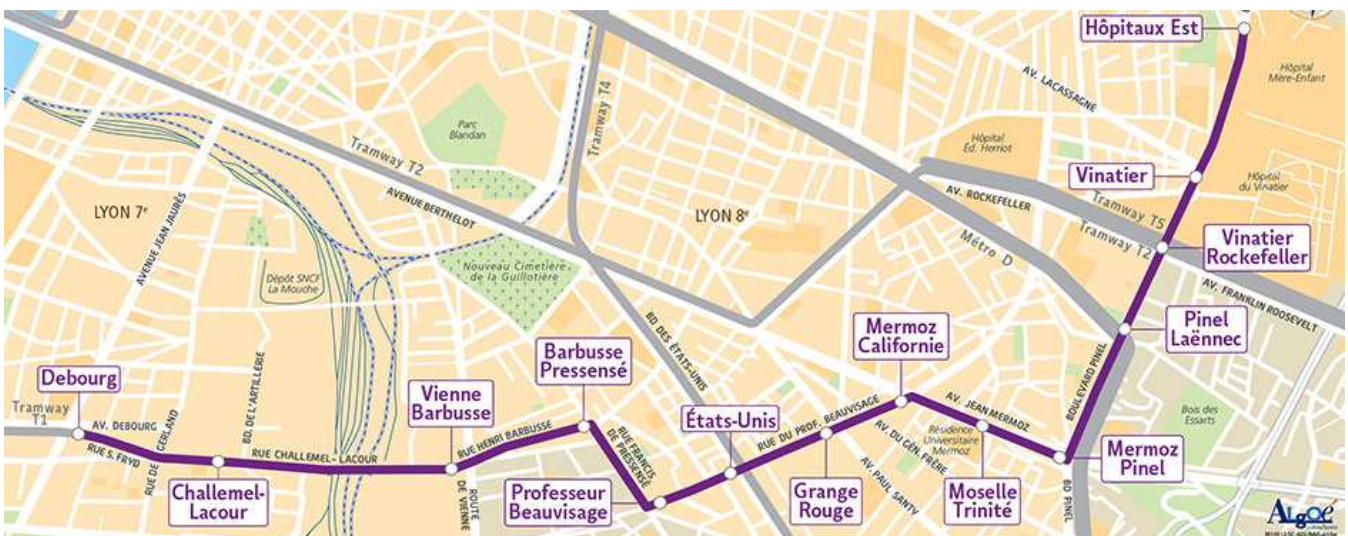 Hôpitaux Est
Hôpital
Mère-Enfant
AV. LACASSAGNE
Parc
Blandan
Tramway T4
Tramway T2
Hôpital
Éd. Herriot
Vinatier
Hôpital
du Vinatier
AVENUE BERTHELOT
AV. ROCKEFELLER
Tramway T5
Tramway T2
LYON 7e
LYON 8e
AVENUE JEAN JAURÈS
Métro D
Vinatier
Rockefeller
Nouveau Cimetière
de la Guillotière
Dépôt SNCF
La Mouche
AV. FRANKLIN ROOSEVELT
BD DES ÉTATS-UNIS
Mermoz
Californie
Pinel
Laënnec
Barbusse
Pressensé
Debourg
BD. DE L'ARTILLERIE
Vienne
Barbusse
BOULEVARD PINEL
Tramway
T1
AV. DEBOURG
RUE S. FRYD
RUE DE GERLAND
RUE CHALLEMEL-LACOUR
RUE HENRI BARBUSSE
RUE FRANCIS
DE PRESSENSÉ
États-Unis
RUE DU PROF. BEAUVISAGE
AV. JEAN MERMOZ
AV. DU GÉN. FRÈRE
Résidence
Universitaire
Mermoz
Bois des
Essarts
Mermoz
Pinel
Challemel-
Lacour
ROUTE
DE VIENNE
Professeur
Beauvisage
Grange
Rouge
AV. PAUL SANTY
Moselle
Trinité
BD PINEL
ALgoé